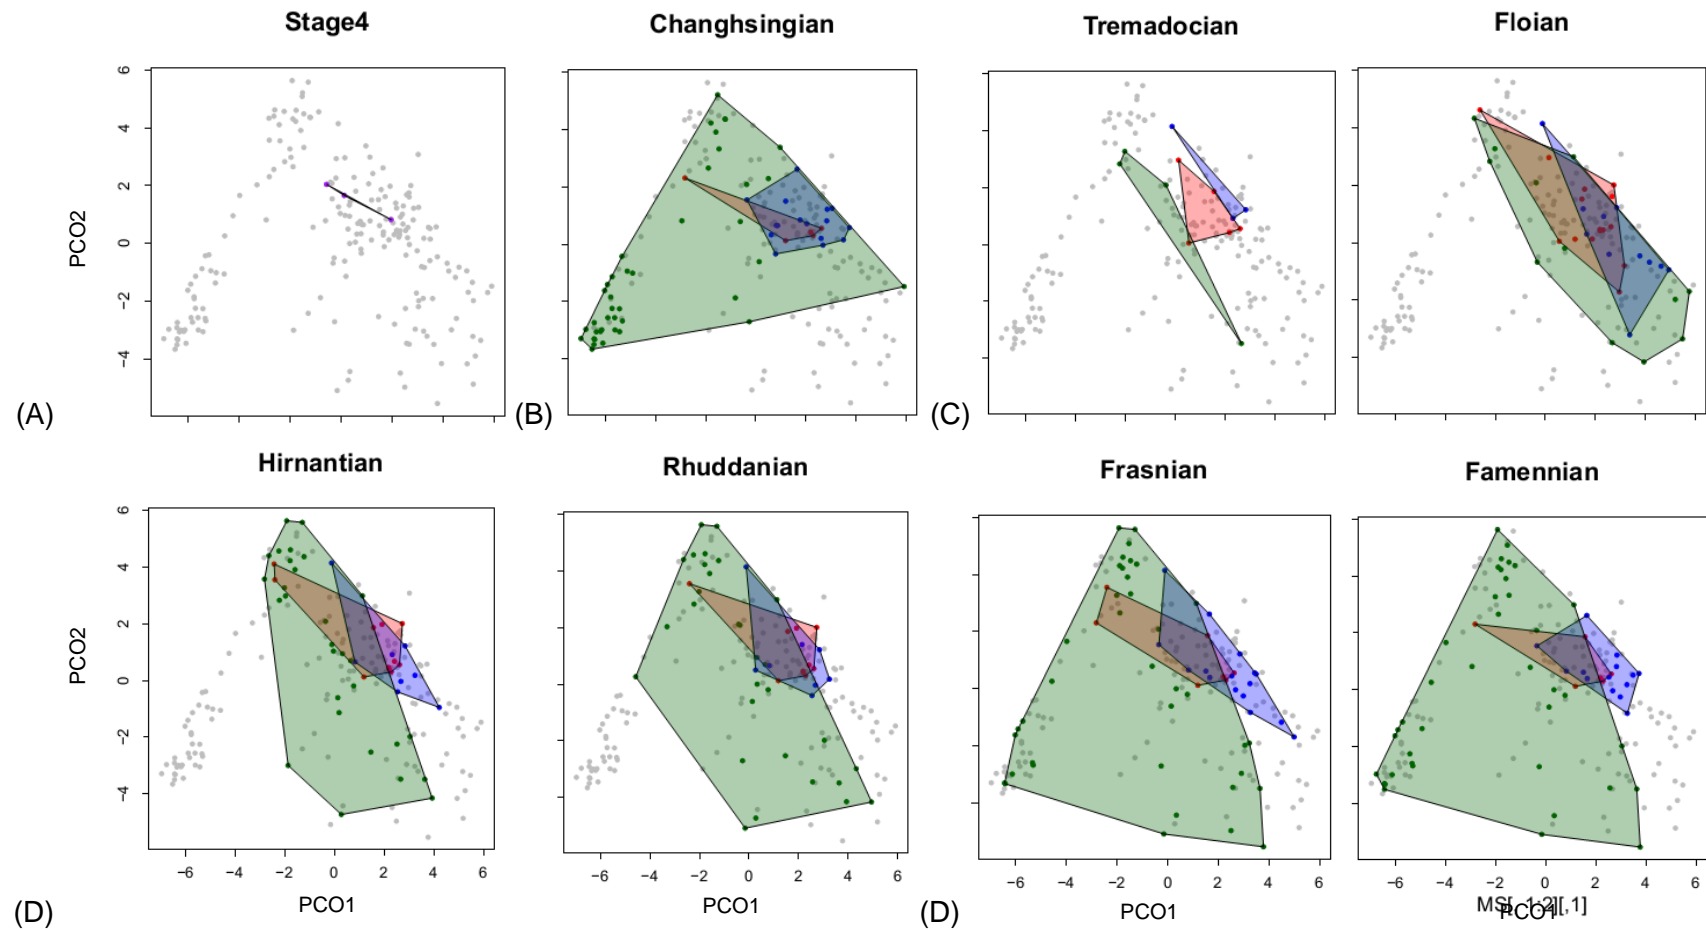 Stage4
Changhsingian
Tremadocian
Floian
6
4
2
0
−2
−4
PCO2
(A)
(B)
(C)
Hirnantian
Rhuddanian
Frasnian
Famennian
6
4
2
0
−2
−4
PCO2
−6 −4 −2 0 2 4 6
−6 −4 −2 0 2 4 6
−6 −4 −2 0 2 4 6
−6 −4 −2 0 2 4 6
(D)
PCO1
PCO1
(D)
PCO1
PCO1